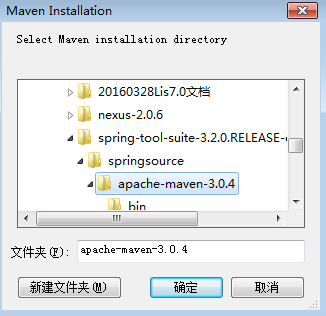 Maven Installation
Select Maven installation directory
20160328Lis7.0文档
nexus-2.0.6
spring-tool-suite-3.2.0.RELEASE-
springsource
apache-maven-3.0.4
bin
文件夹(F): apache-maven-3.0.4
新建文件夹(M) 确定 取消